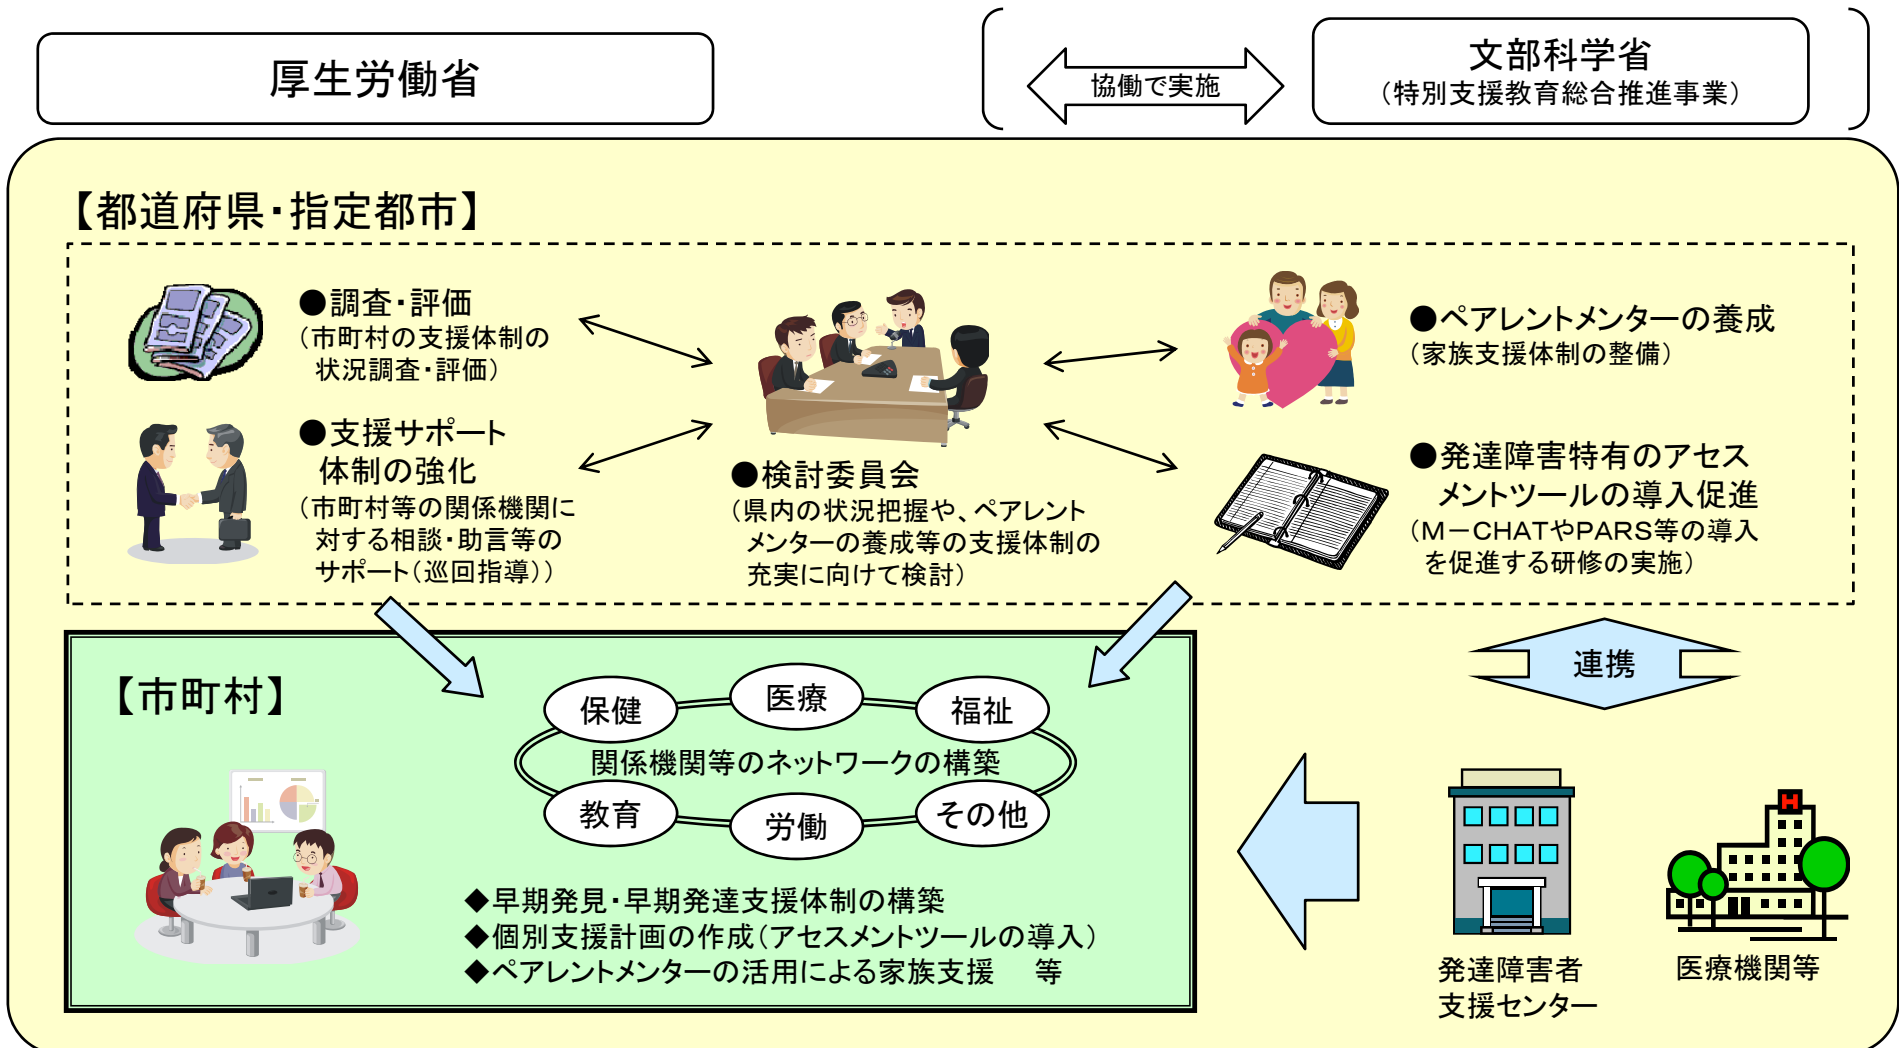 厚生労働省
協働で実施
文部科学省
（特別支援教育総合推進事業）
【都道府県・指定都市】
●調査・評価
（市町村の支援体制の
状況調査・評価）
●支援サポート
体制の強化
（市町村等の関係機関に
対する相談・助言等の
サポート（巡回指導））
●検討委員会
（県内の状況把握や、ペアレント
メンターの養成等の支援体制の
充実に向けて検討）
●ペアレントメンターの養成
（家族支援体制の整備）
●発達障害特有のアセス
メントツールの導入促進
（M－CHATやPARS等の導入
を促進する研修の実施）
【市町村】
保健
医療
福祉
関係機関等のネットワークの構築
教育
労働
その他
◆早期発見・早期発達支援体制の構築
◆個別支援計画の作成（アセスメントツールの導入）
◆ペアレントメンターの活用による家族支援　等
連携
H
発達障害者
支援センター
医療機関等